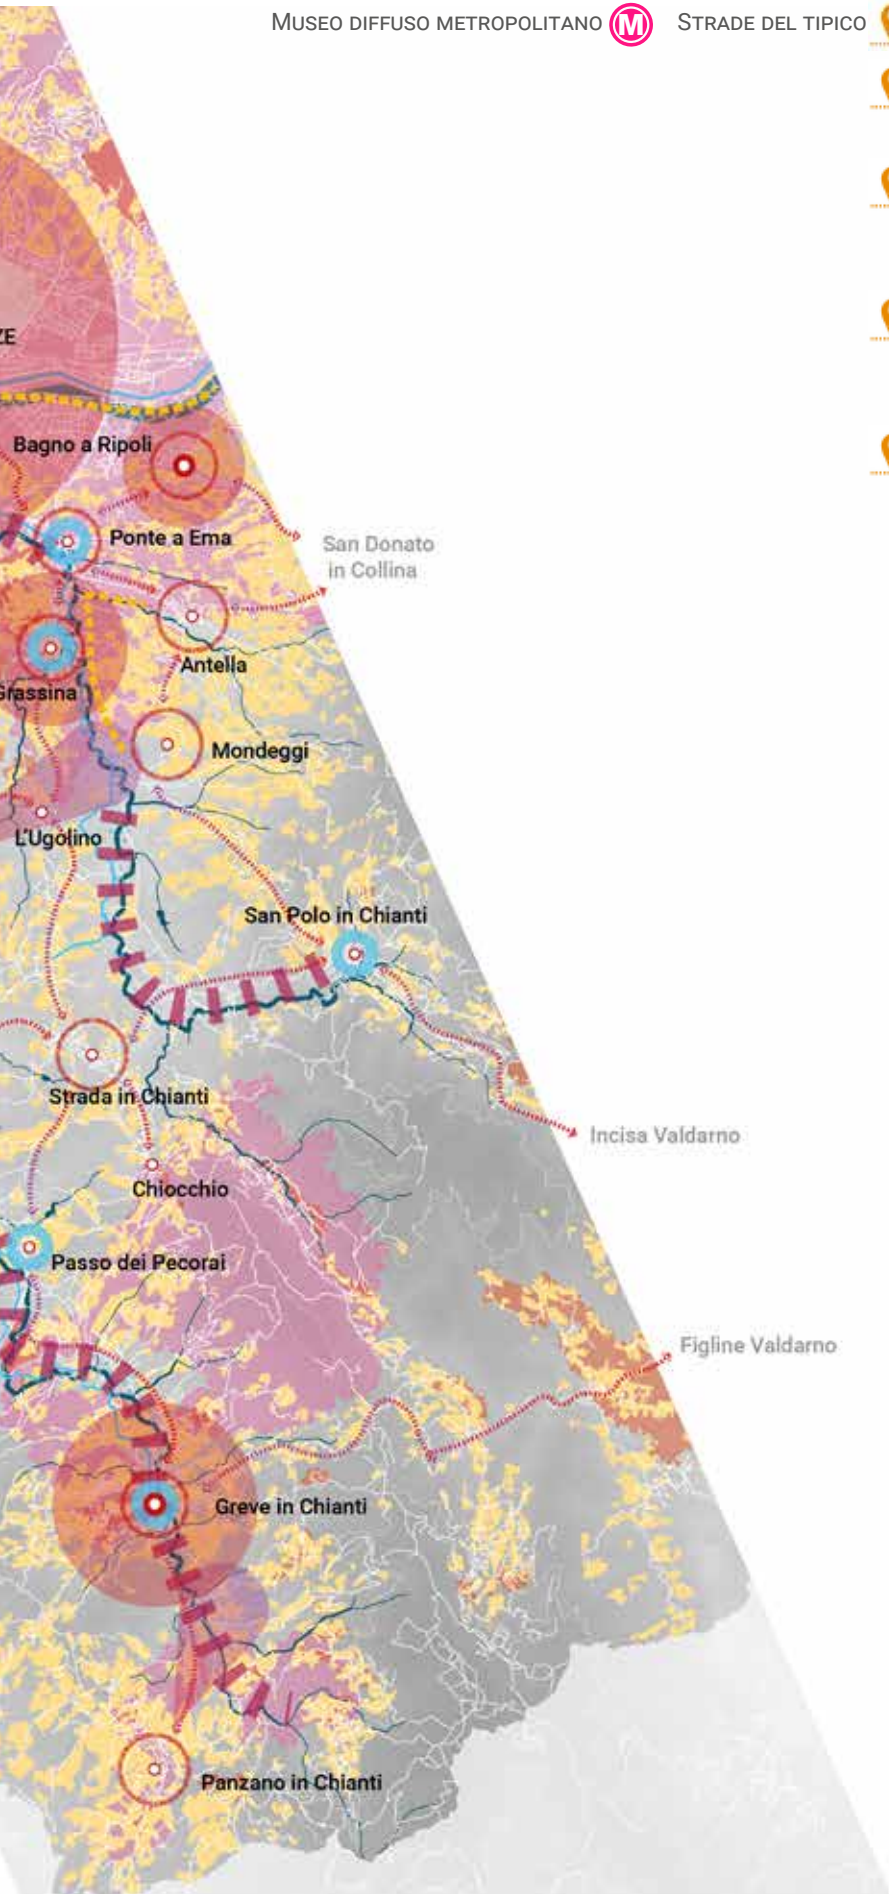 MUSEO DIFFUSO METROPOLITANO M STRADE DEL TIPICO
ZE
Bagno a Ripoli
Ponte a Ema
San Donato
in Collina
Antella
Grassina
Mondeggi
L'Ugolino
San Polo in Chianti
Strada in Chianti
Incisa Valdarno
Chiocchio
Passo dei Pecorai
Figline Valdarno
Greve in Chianti
Panzano in Chianti